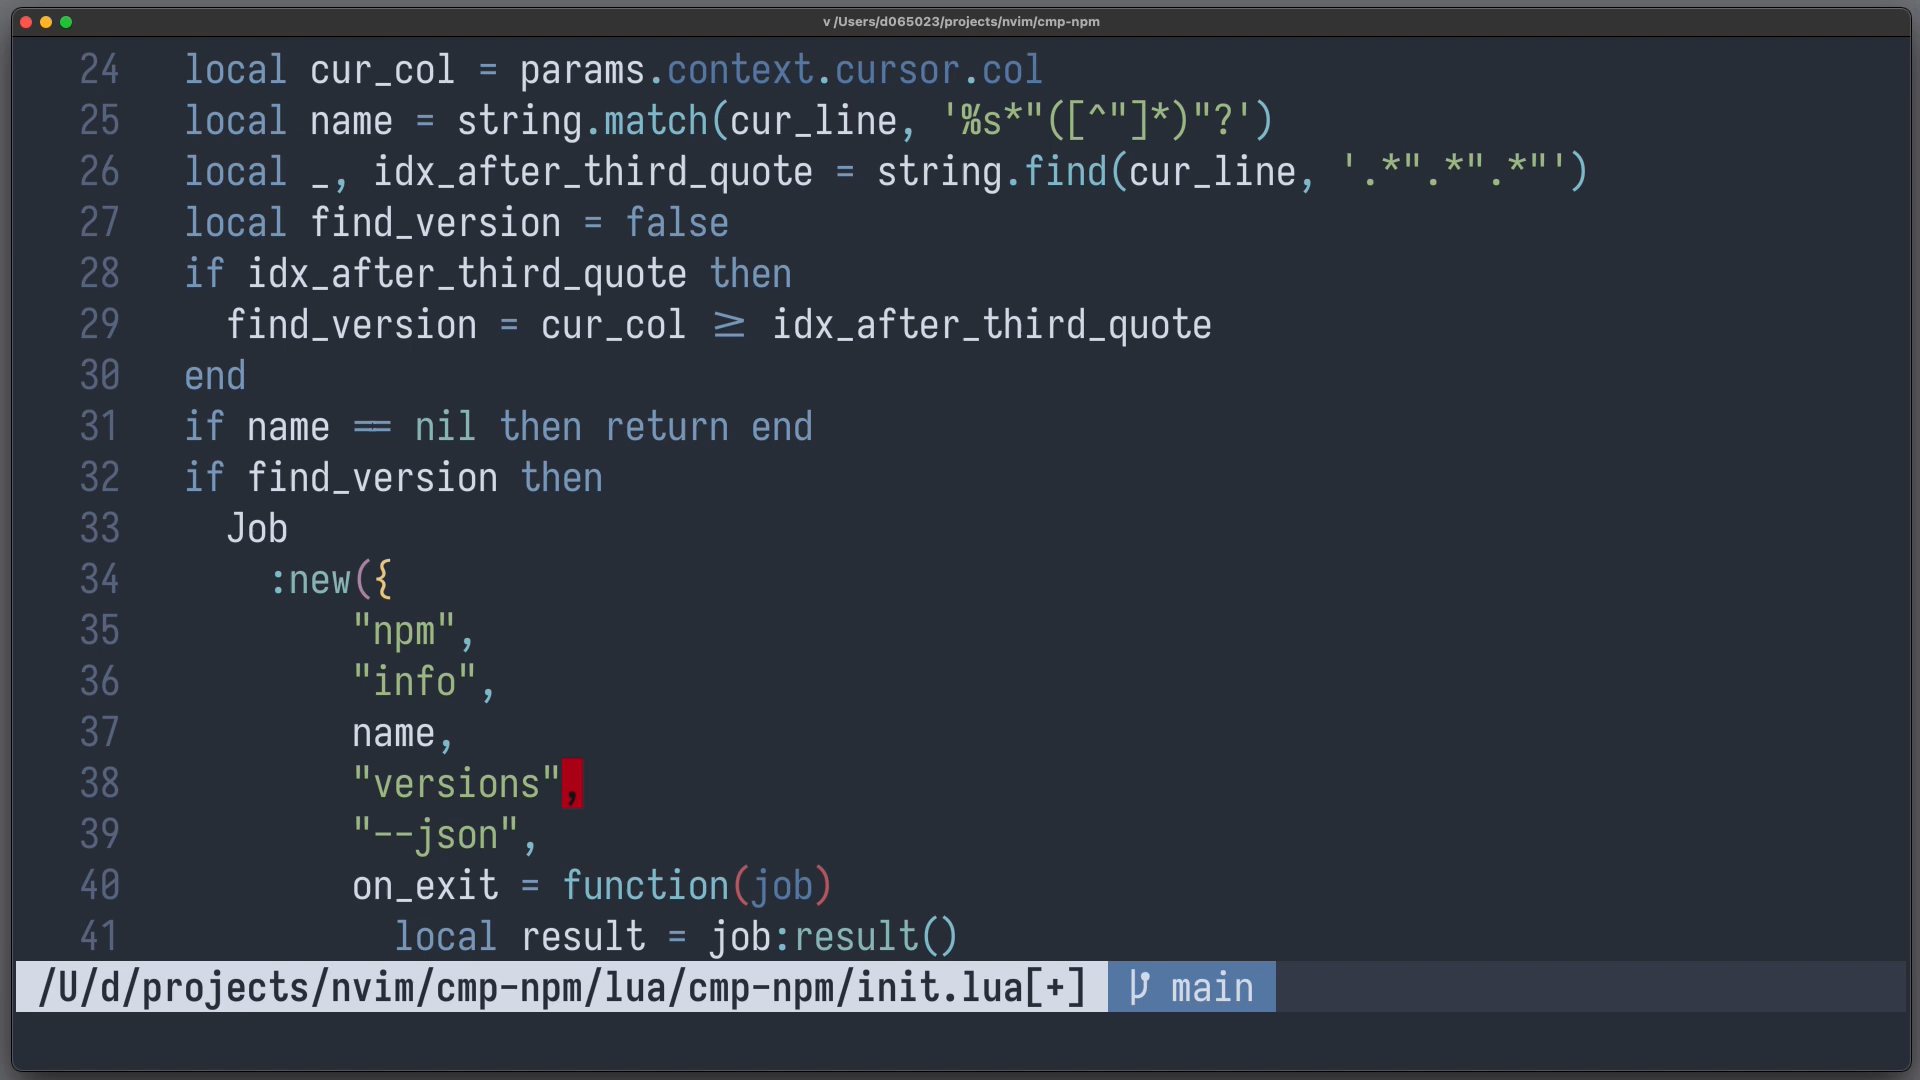 v /Users/d065023/projects/nvim/cmp-npm
24 local cur_col = params.context.cursor.col
25 local name = string.match(cur_line, '%s*"([^"]*)"?')
26 local _, idx_after_third_quote = string.find(cur_line, '.*".*".*"')
27 local find_version = false
28 if idx_after_third_quote then
29 find_version = cur_col ≥ idx_after_third_quote
30 end
31 if name == nil then return end
32 if find_version then
33 Job
34 :new({
35 "npm",
36 "info",
37 name,
38 "versions",
39 "--json",
40 on_exit = function(job)
41 local result = job:result()
/U/d/projects/nvim/cmp-npm/lua/cmp-npm/init.lua[+] main